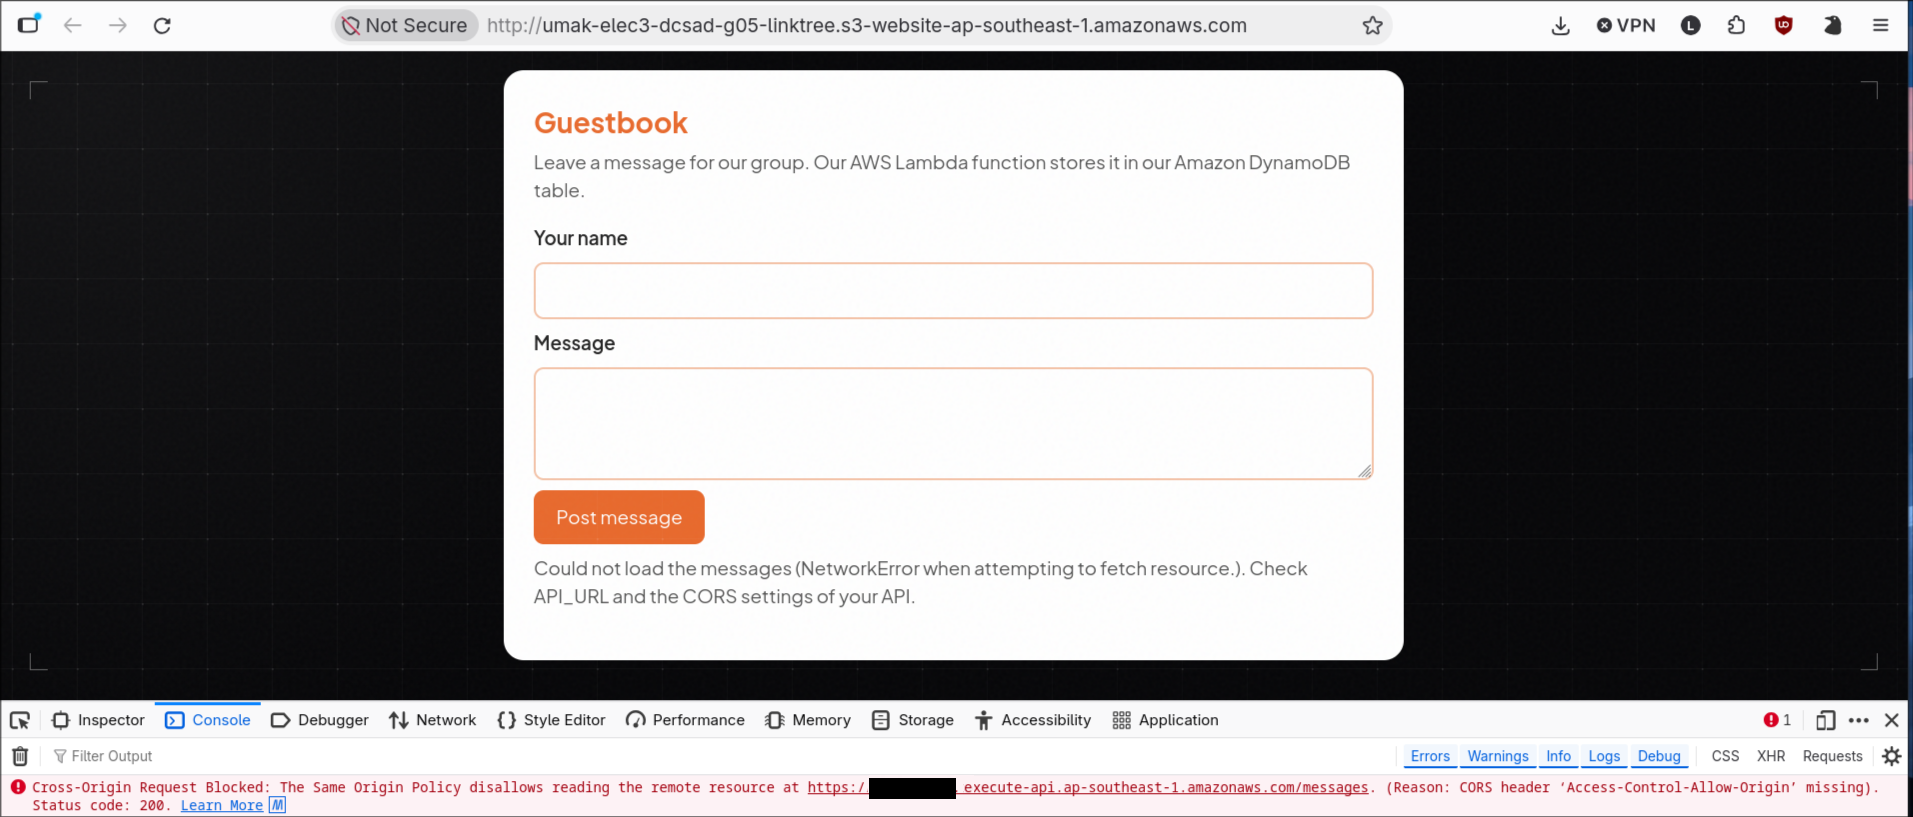 Not Secure
http://umak-elec3-dcsad-g05-linktree.s3-website-ap-southeast-1.amazonaws.com
VPN
L
Guestbook
Leave a message for our group. Our AWS Lambda function stores it in our Amazon DynamoDB
table.
Your name
Message
Post message
Could not load the messages (NetworkError when attempting to fetch resource.). Check
API_URL and the CORS settings of your API.
Inspector Console Debugger Network Style Editor Performance Memory Storage Accessibility Application 1
Filter Output Errors Warnings Info Logs Debug CSS XHR Requests
Cross-Origin Request Blocked: The Same Origin Policy disallows reading the remote resource at https:/ execute-api.ap-southeast-1.amazonaws.com/messages. (Reason: CORS header ‘Access-Control-Allow-Origin’ missing).
Status code: 200. Learn More